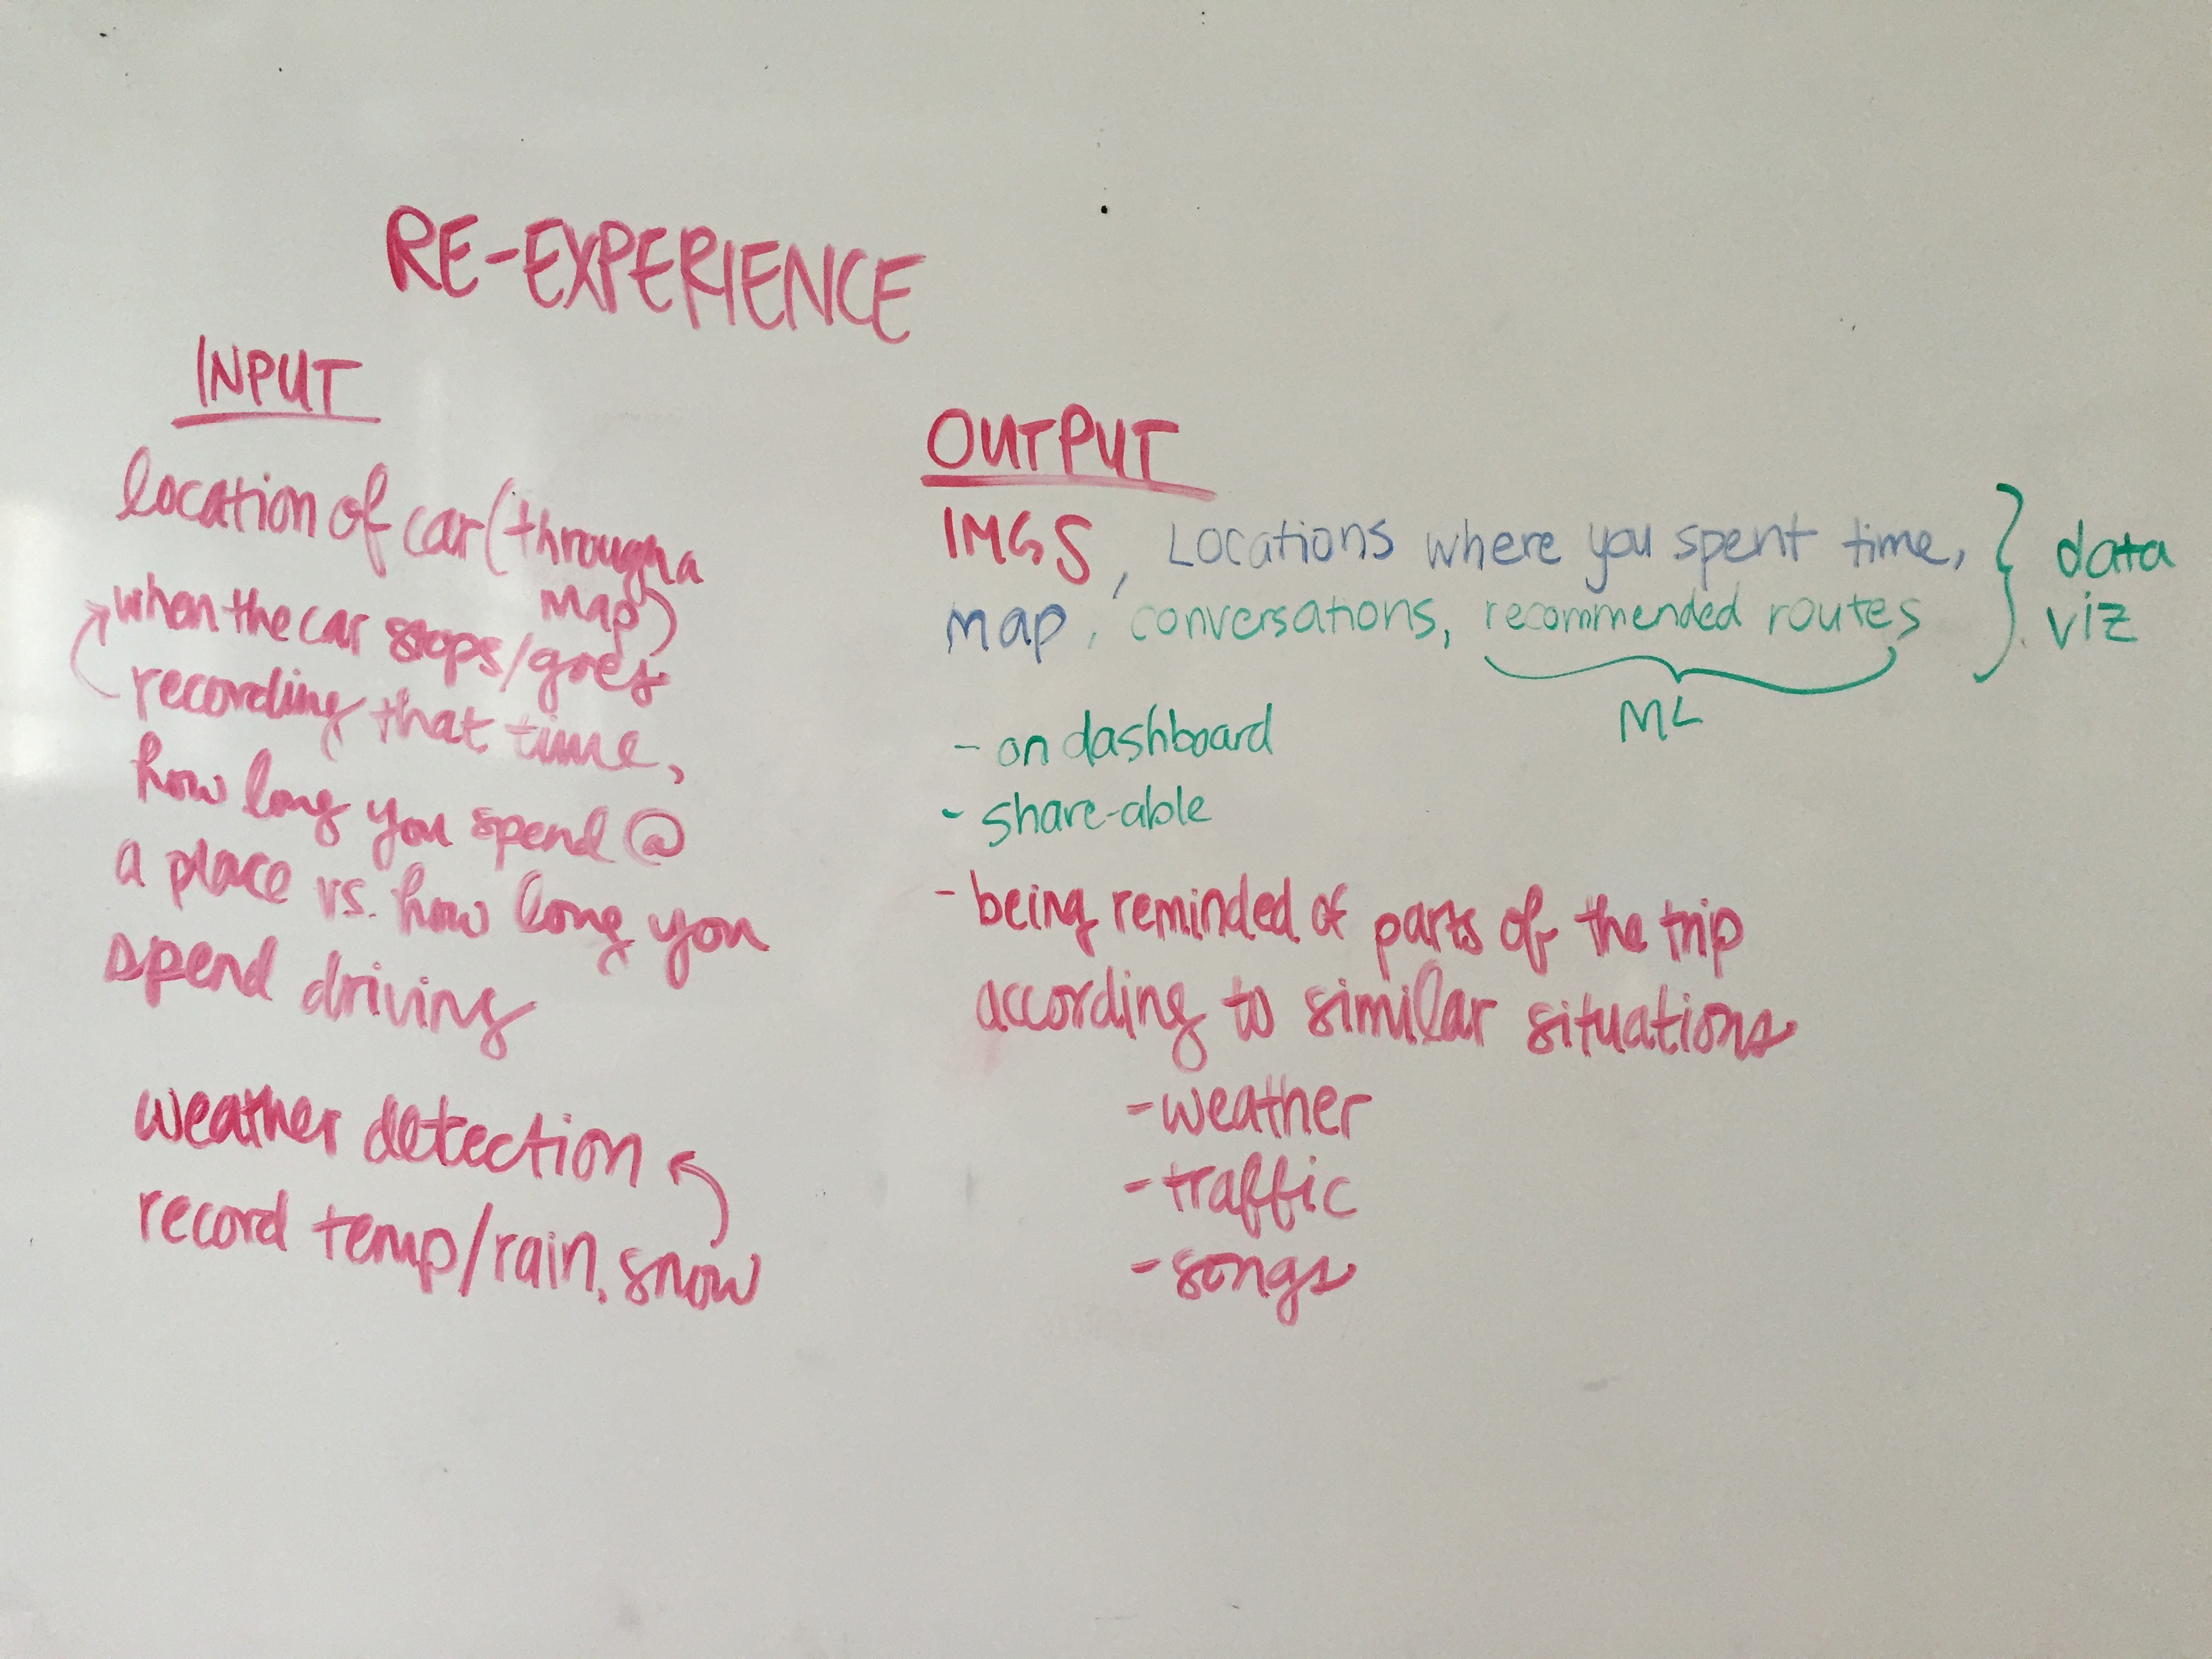 RE-EXPERIENCE
INPUT
location of car (through a
map)
when the car stops/goes
recording that time,
how long you spend @
a place vs. how long you
spend driving
weather detection
record temp/rain, snow
OUTPUT
IMGS, Locations where you spent time,
map, conversations, recommended routes
data
viz
ML
- on dashboard
- share-able
- being reminded of parts of the trip
according to similar situations
- weather
- traffic
- songs